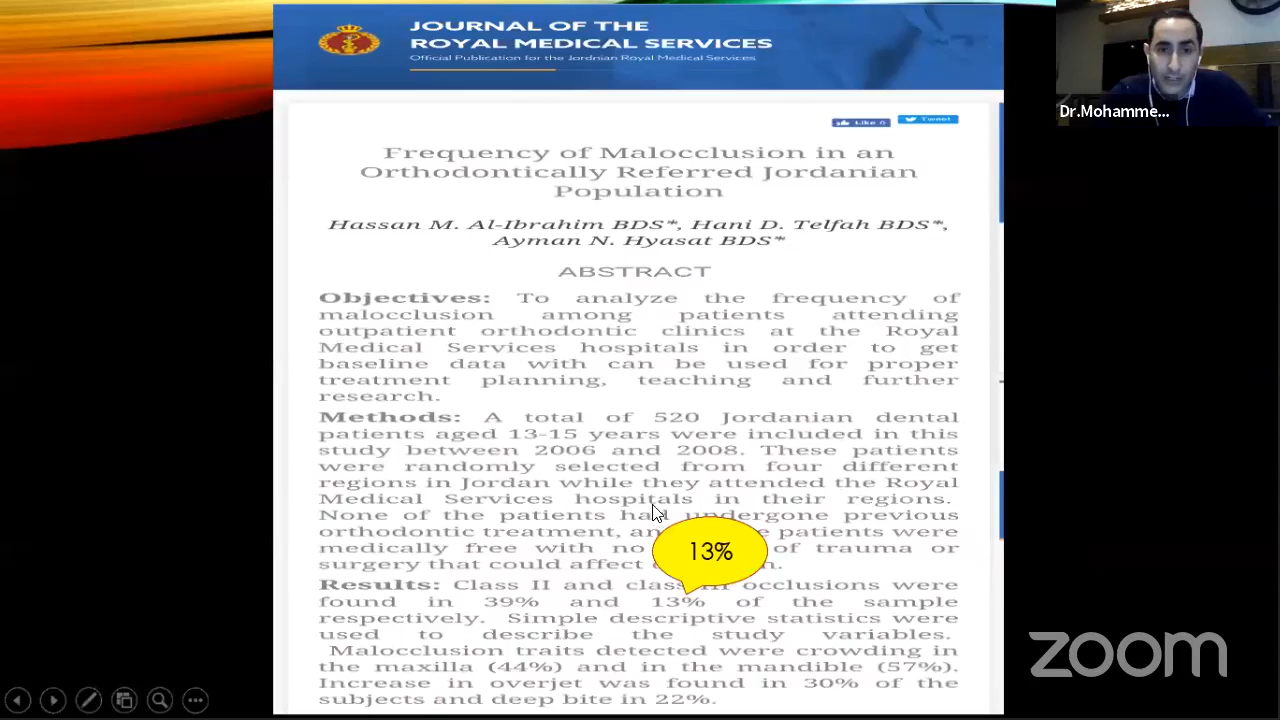 JOURNAL OF THE
ROYAL MEDICAL SERVICES
Official Publication for the Jordnian Royal Medical Services
Like 0
Tweet
Dr.Mohamme...
Frequency of Malocclusion in an
Orthodontically Referred Jordanian
Population
Hassan M. Al-Ibrahim BDS*, Hani D. Telfah BDS*,
Ayman N. Hyasat BDS*
ABSTRACT
Objectives: To analyze the frequency of
malocclusion among patients attending
outpatient orthodontic clinics at the Royal
Medical Services hospitals in order to get
baseline data with can be used for proper
treatment planning, teaching and further
research.
Methods: A total of 520 Jordanian dental
patients aged 13-15 years were included in this
study between 2006 and 2008. These patients
were randomly selected from four different
regions in Jordan while they attended the Royal
Medical Services hospitals in their regions.
None of the patients had undergone previous
orthodontic treatment, patients were
medically free with no of trauma or
surgery that could affect
13%
Results: Class II and class occlusions were
found in 39% and 13% of the sample
respectively. Simple descriptive statistics were
used to describe the study variables.
Malocclusion traits detected were crowding in
the maxilla (44%) and in the mandible (57%).
Increase in overjet was found in 30% of the
subjects and deep bite in 22%.
zoom